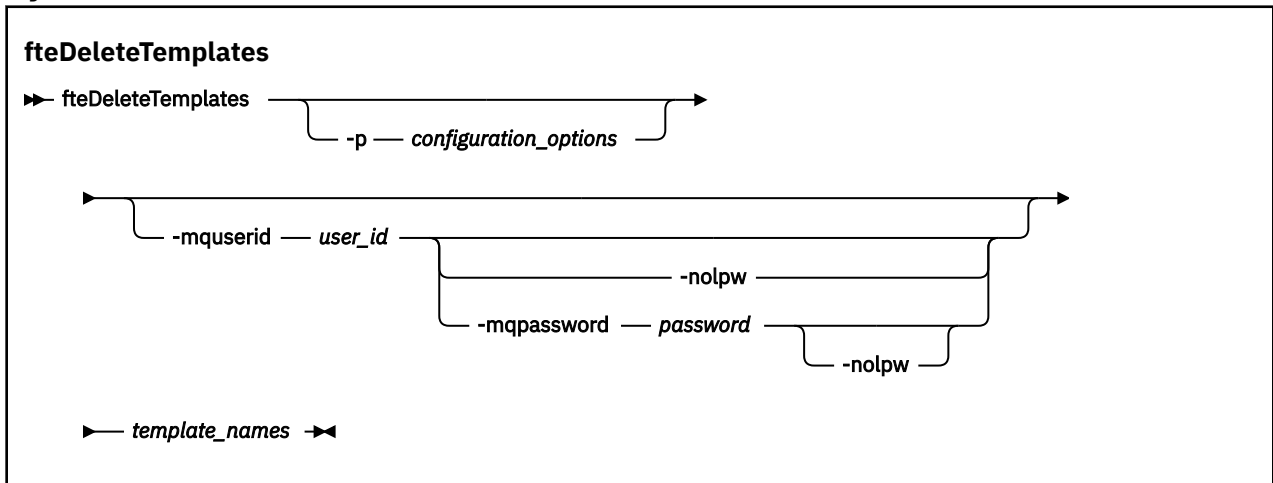 fteDeleteTemplates
fteDeleteTemplates
-p configuration_options
-mquserid user_id
-nolpw
-mqpassword password
-nolpw
template_names